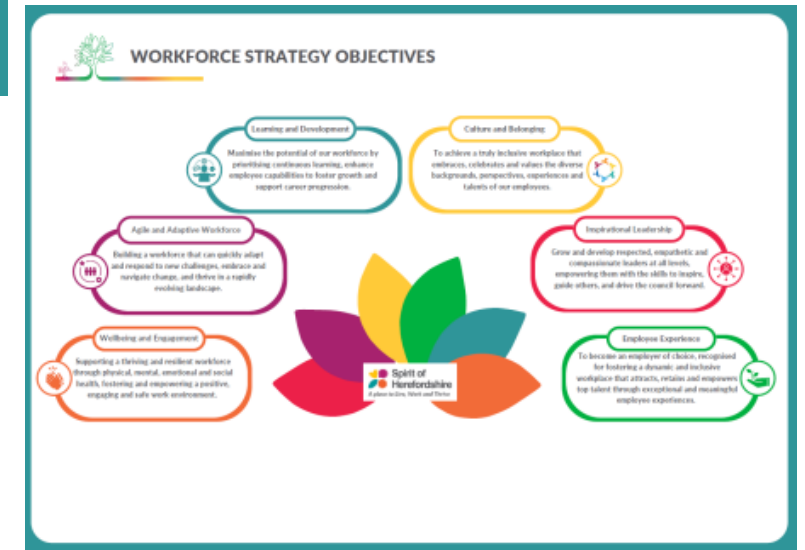 WORKFORCE STRATEGY OBJECTIVES
Learning and Development
Maximise the potential of our workforce by
prioritising continuous learning, enhance
employee capabilities to foster growth and
support career progression.
Culture and Belonging
To achieve a truly inclusive workplace that
embraces, celebrates and values the diverse
backgrounds, perspectives, experiences and
talents of our employees.
Agile and Adaptive Workforce
Building a workforce that can quickly adapt
and respond to new challenges, embrace and
navigate change, and thrive in a rapidly
evolving landscape.
Inspirational Leadership
Grow and develop respected, empathetic and
compassionate leaders at all levels,
empowering them with the skills to inspire,
guide others, and drive the council forward.
Wellbeing and Engagement
Supporting a thriving and resilient workforce
through physical, mental, emotional and social
health, fostering and empowering a positive,
engaging and safe work environment.
Employee Experience
To become an employer of choice, recognised
for fostering a dynamic and inclusive
workplace that attracts, retains and empowers
top talent through exceptional and meaningful
employee experiences.
Spirit of
Herefordshire
A place to Live, Work and Thrive